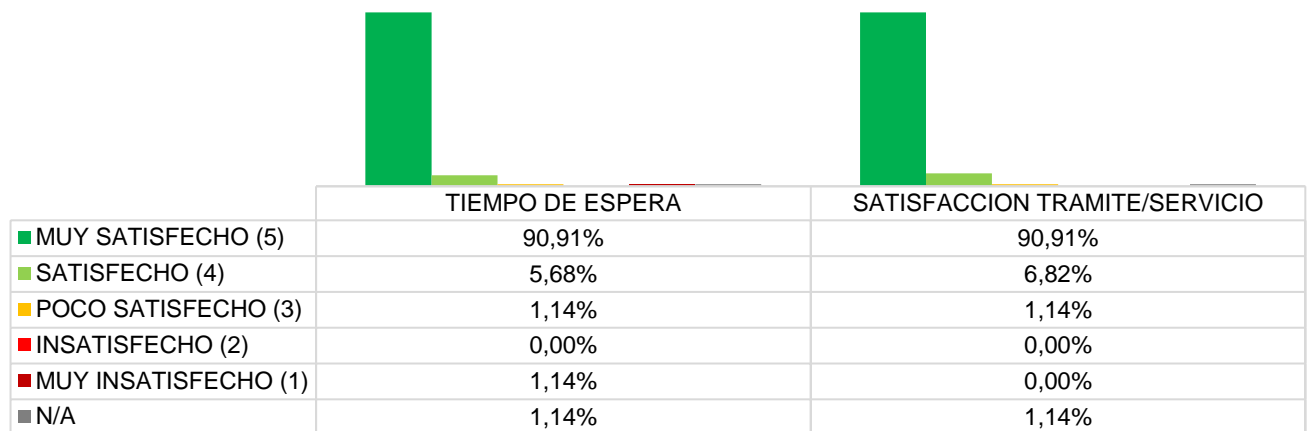 TIEMPO DE ESPERA SATISFACCION TRAMITE/SERVICIO
MUY SATISFECHO (5) 90,91% 90,91%
SATISFECHO (4) 5,68% 6,82%
POCO SATISFECHO (3) 1,14% 1,14%
INSATISFECHO (2) 0,00% 0,00%
MUY INSATISFECHO (1) 1,14% 0,00%
N/A 1,14% 1,14%